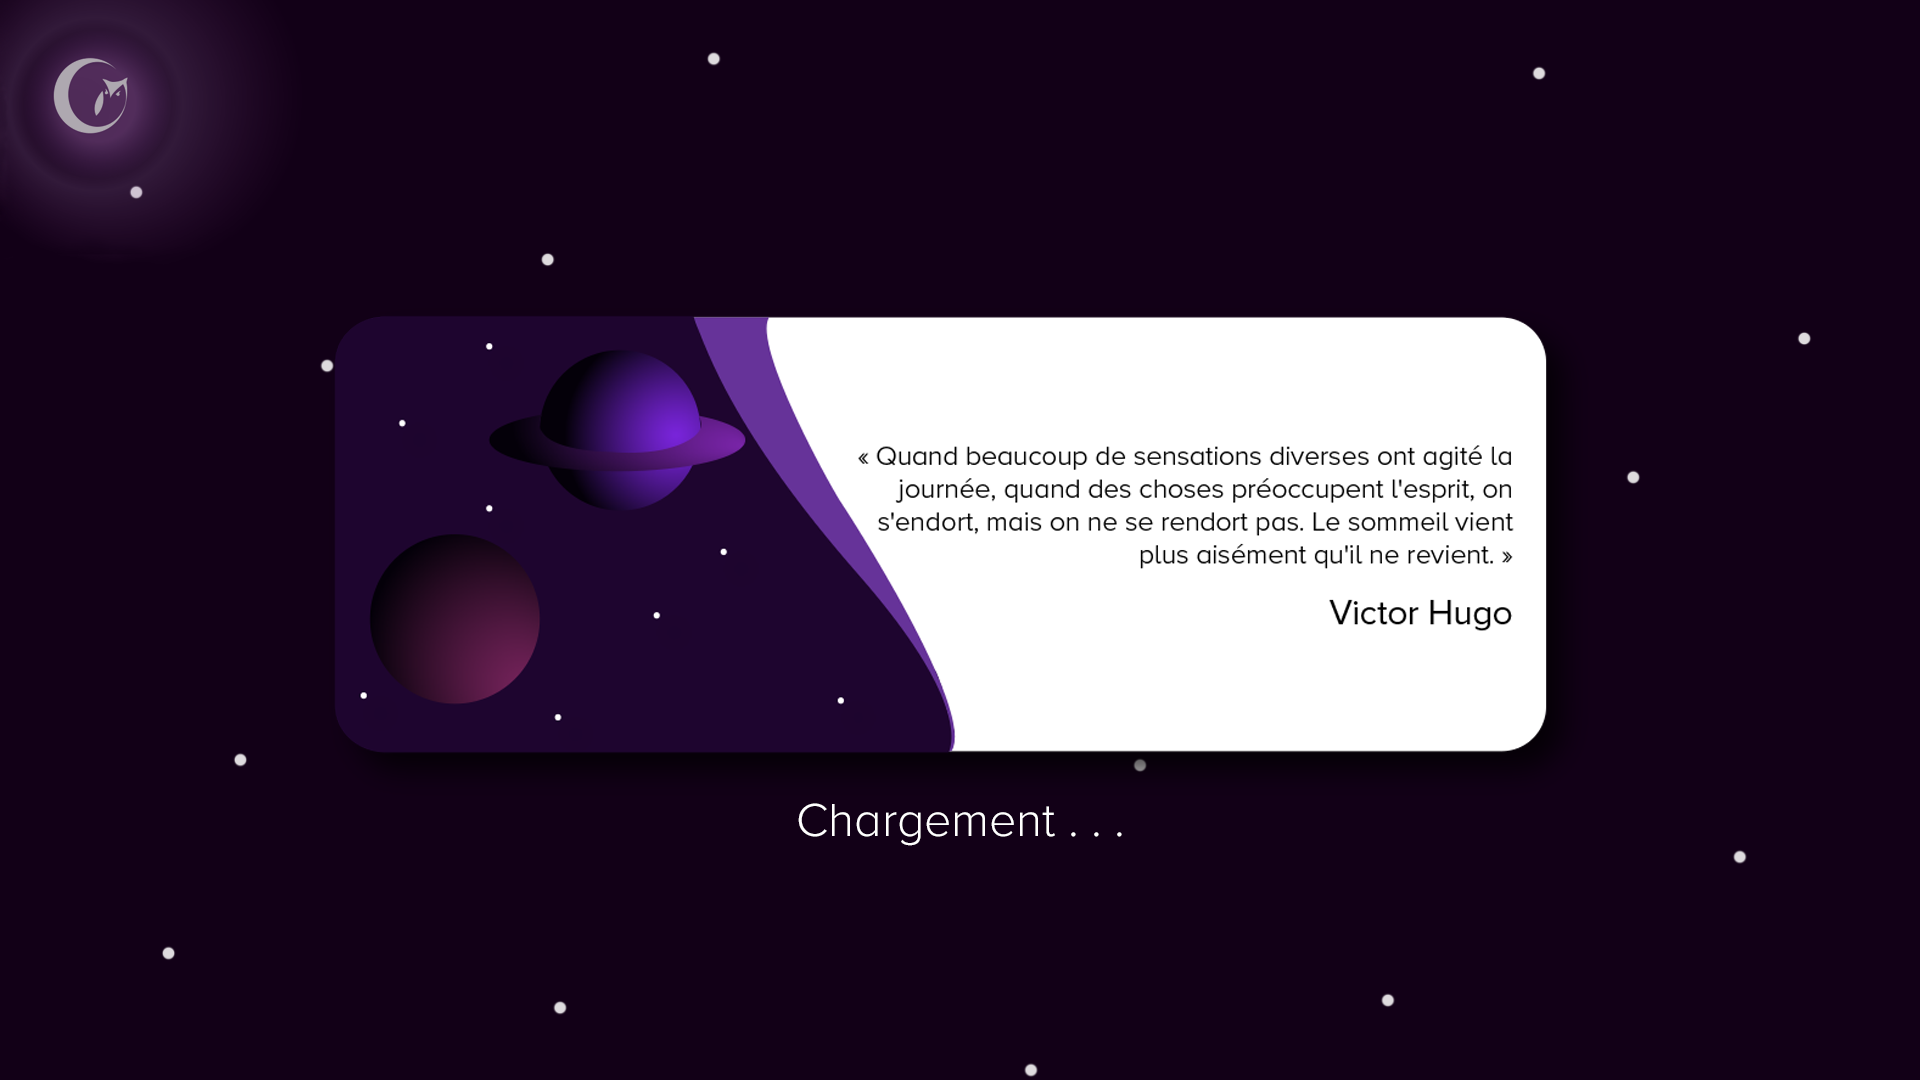 « Quand beaucoup de sensations diverses ont agité la
journée, quand des choses préoccupent l'esprit, on
s'endort, mais on ne se rendort pas. Le sommeil vient
plus aisément qu'il ne revient. »
Victor Hugo
Chargement . . .